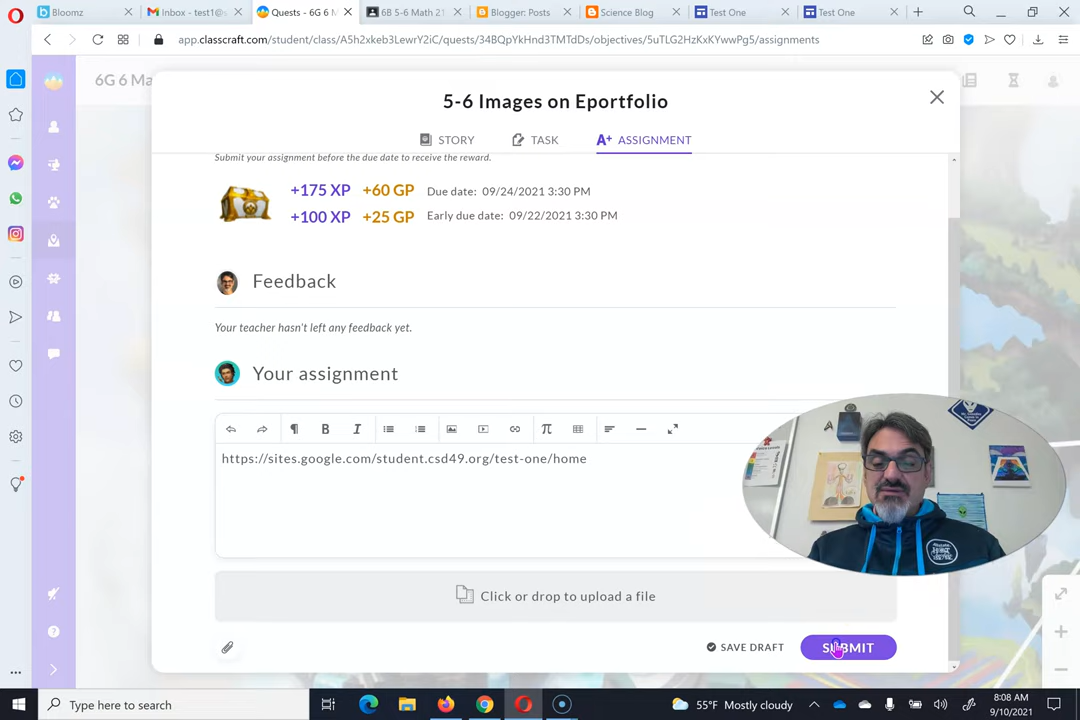 Bloomz
Inbox - test1@s
Quests - 6G 6 M
6B 5-6 Math 21
Blogger: Posts
Science Blog
Test One
Test One
app.classcraft.com/student/class/A5h2xkeb3LewrY2iC/quests/34BQpYkHnd3TMTdDs/objectives/5uTLG2HzKxKYwwPg5/assignments
6G 6 Ma
5-6 Images on Eportfolio
STORY
TASK
A+ ASSIGNMENT
Submit your assignment before the due date to receive the reward.
+175 XP +60 GP Due date: 09/24/2021 3:30 PM
+100 XP +25 GP Early due date: 09/22/2021 3:30 PM
Feedback
Your teacher hasn't left any feedback yet.
Your assignment
https://sites.google.com/student.csd49.org/test-one/home
Click or drop to upload a file
SAVE DRAFT
SUBMIT
Type here to search
55°F Mostly cloudy
8:08 AM
9/10/2021